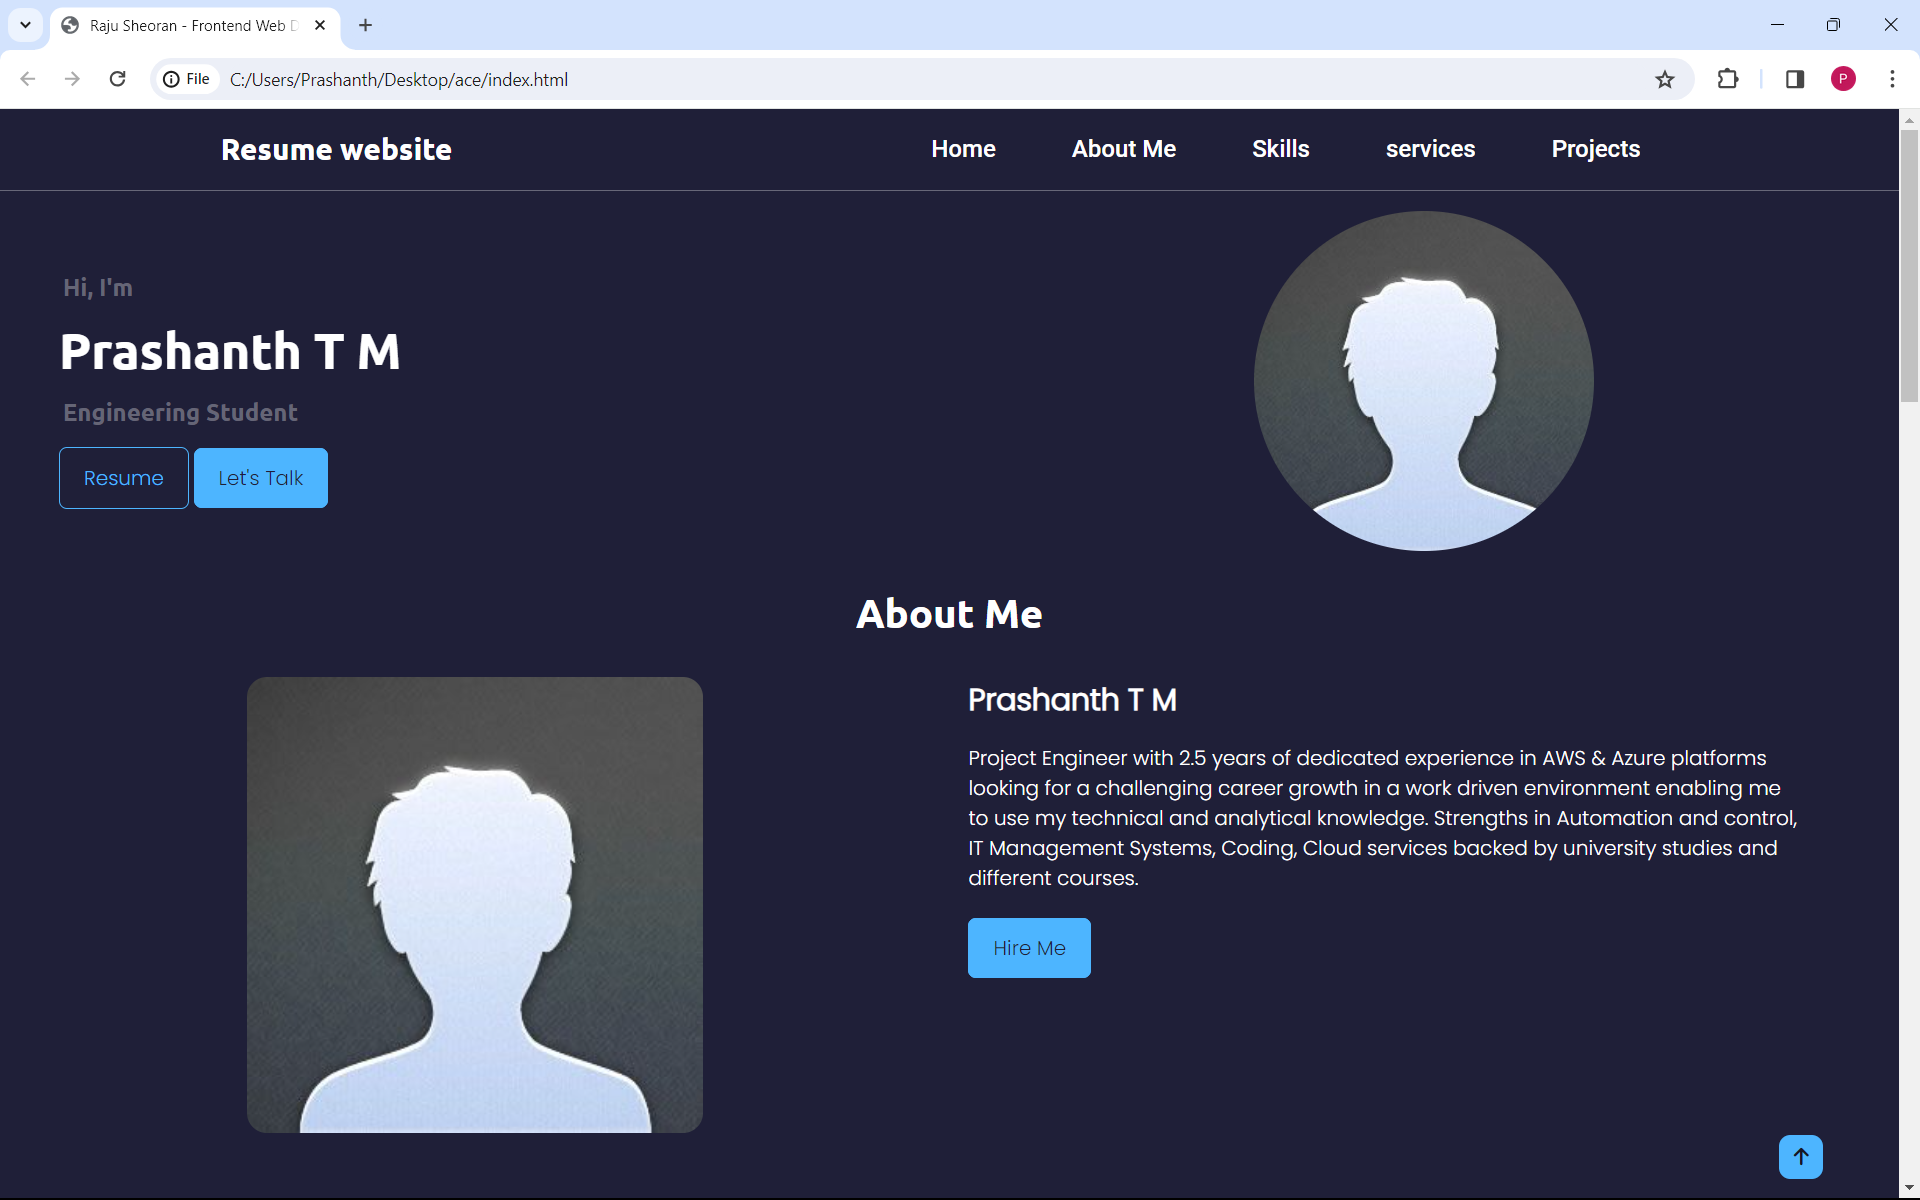 Raju Sheoran - Frontend Web D
File
C:/Users/Prashanth/Desktop/ace/index.html
P
Resume website
Home
About Me
Skills
services
Projects
Hi, I'm
Prashanth T M
Engineering Student
Resume
Let's Talk
About Me
Prashanth T M
Project Engineer with 2.5 years of dedicated experience in AWS & Azure platforms
looking for a challenging career growth in a work driven environment enabling me
to use my technical and analytical knowledge. Strengths in Automation and control,
IT Management Systems, Coding, Cloud services backed by university studies and
different courses.
Hire Me